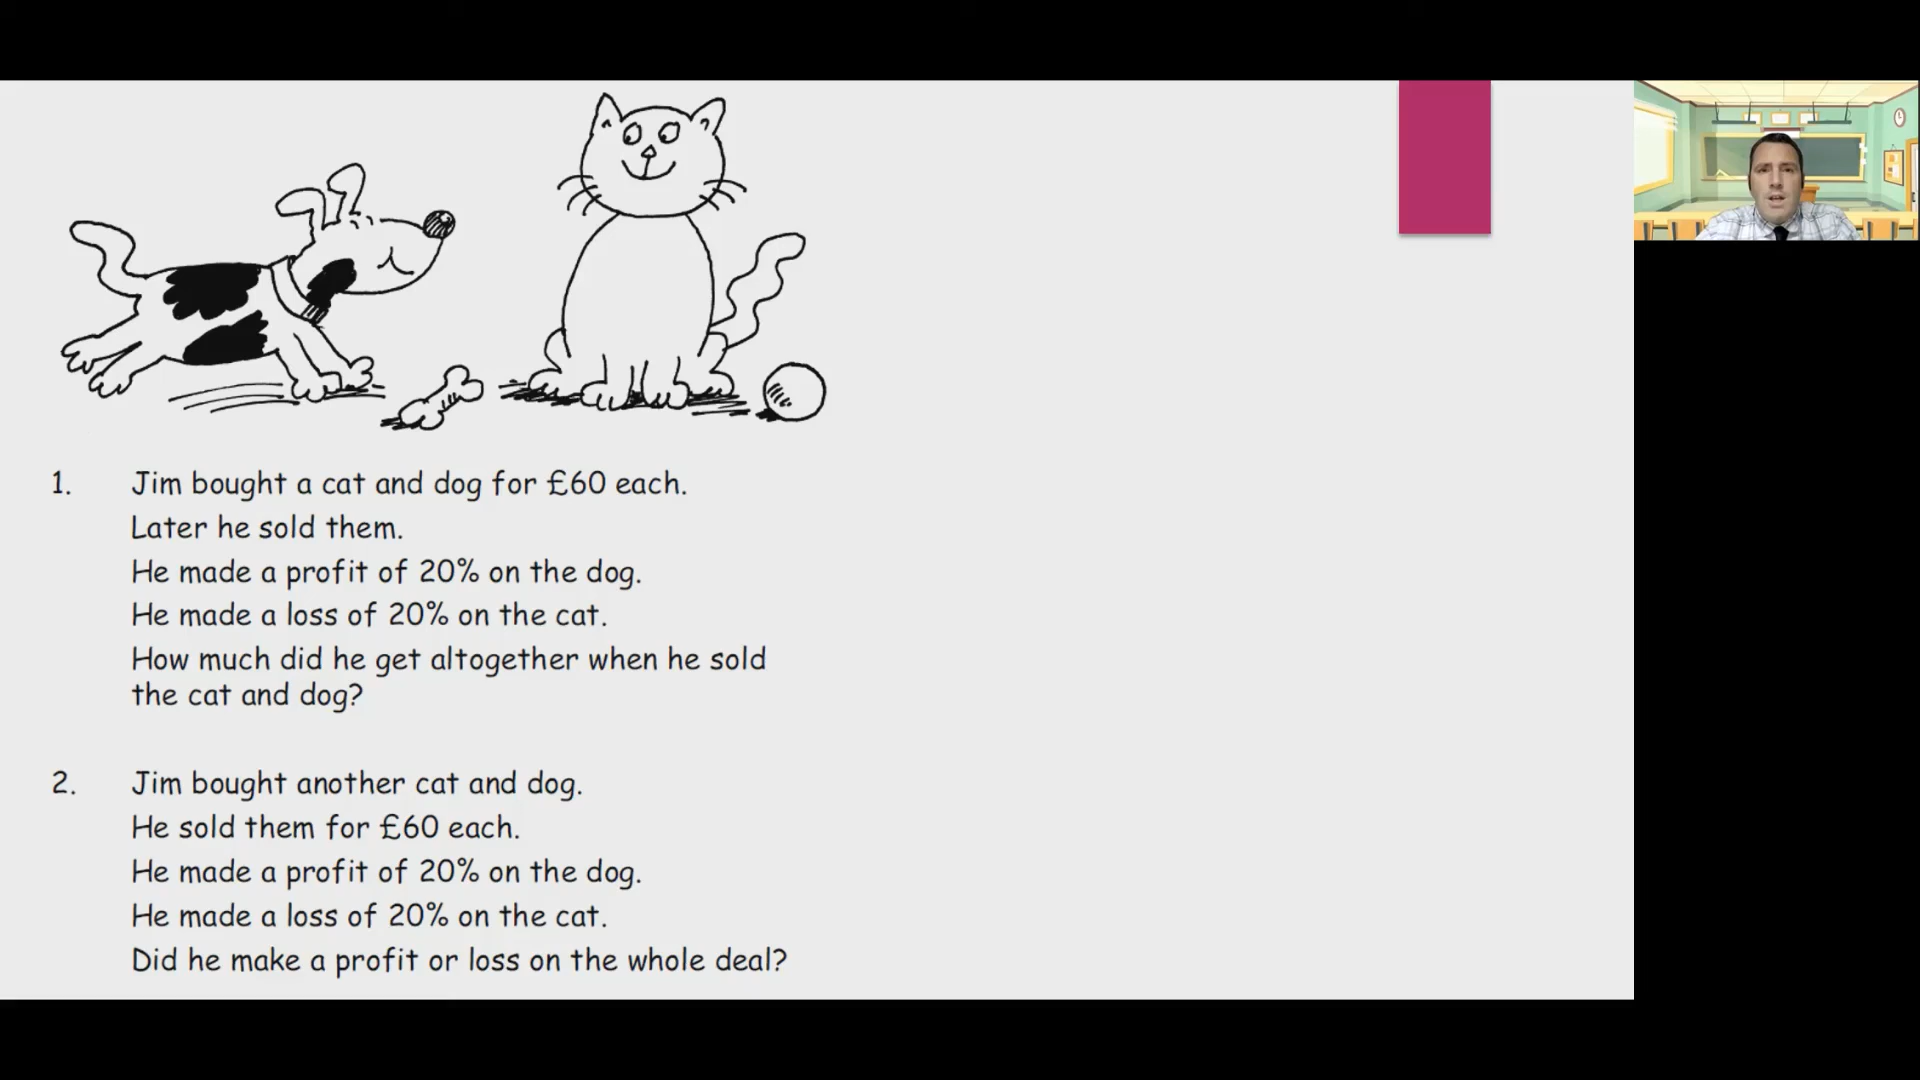 1. Jim bought a cat and dog for £60 each.
Later he sold them.
He made a profit of 20% on the dog.
He made a loss of 20% on the cat.
How much did he get altogether when he sold
the cat and dog?
2. Jim bought another cat and dog.
He sold them for £60 each.
He made a profit of 20% on the dog.
He made a loss of 20% on the cat.
Did he make a profit or loss on the whole deal?